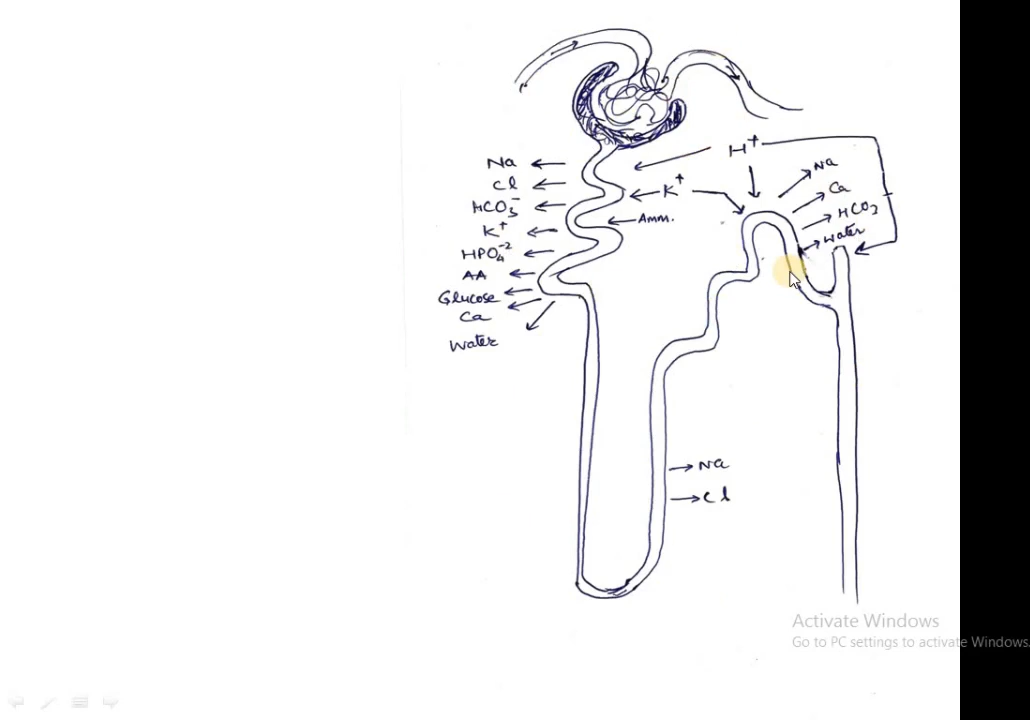 H⁺
Na
Na
Cl
Ca
HCO₃⁻
K⁺
HCO₃
K⁺
Amm.
water
HPO₄⁻²
AA
Glucose
Ca
Water
Na
Cl
Activate Windows
Go to PC settings to activate Windows.